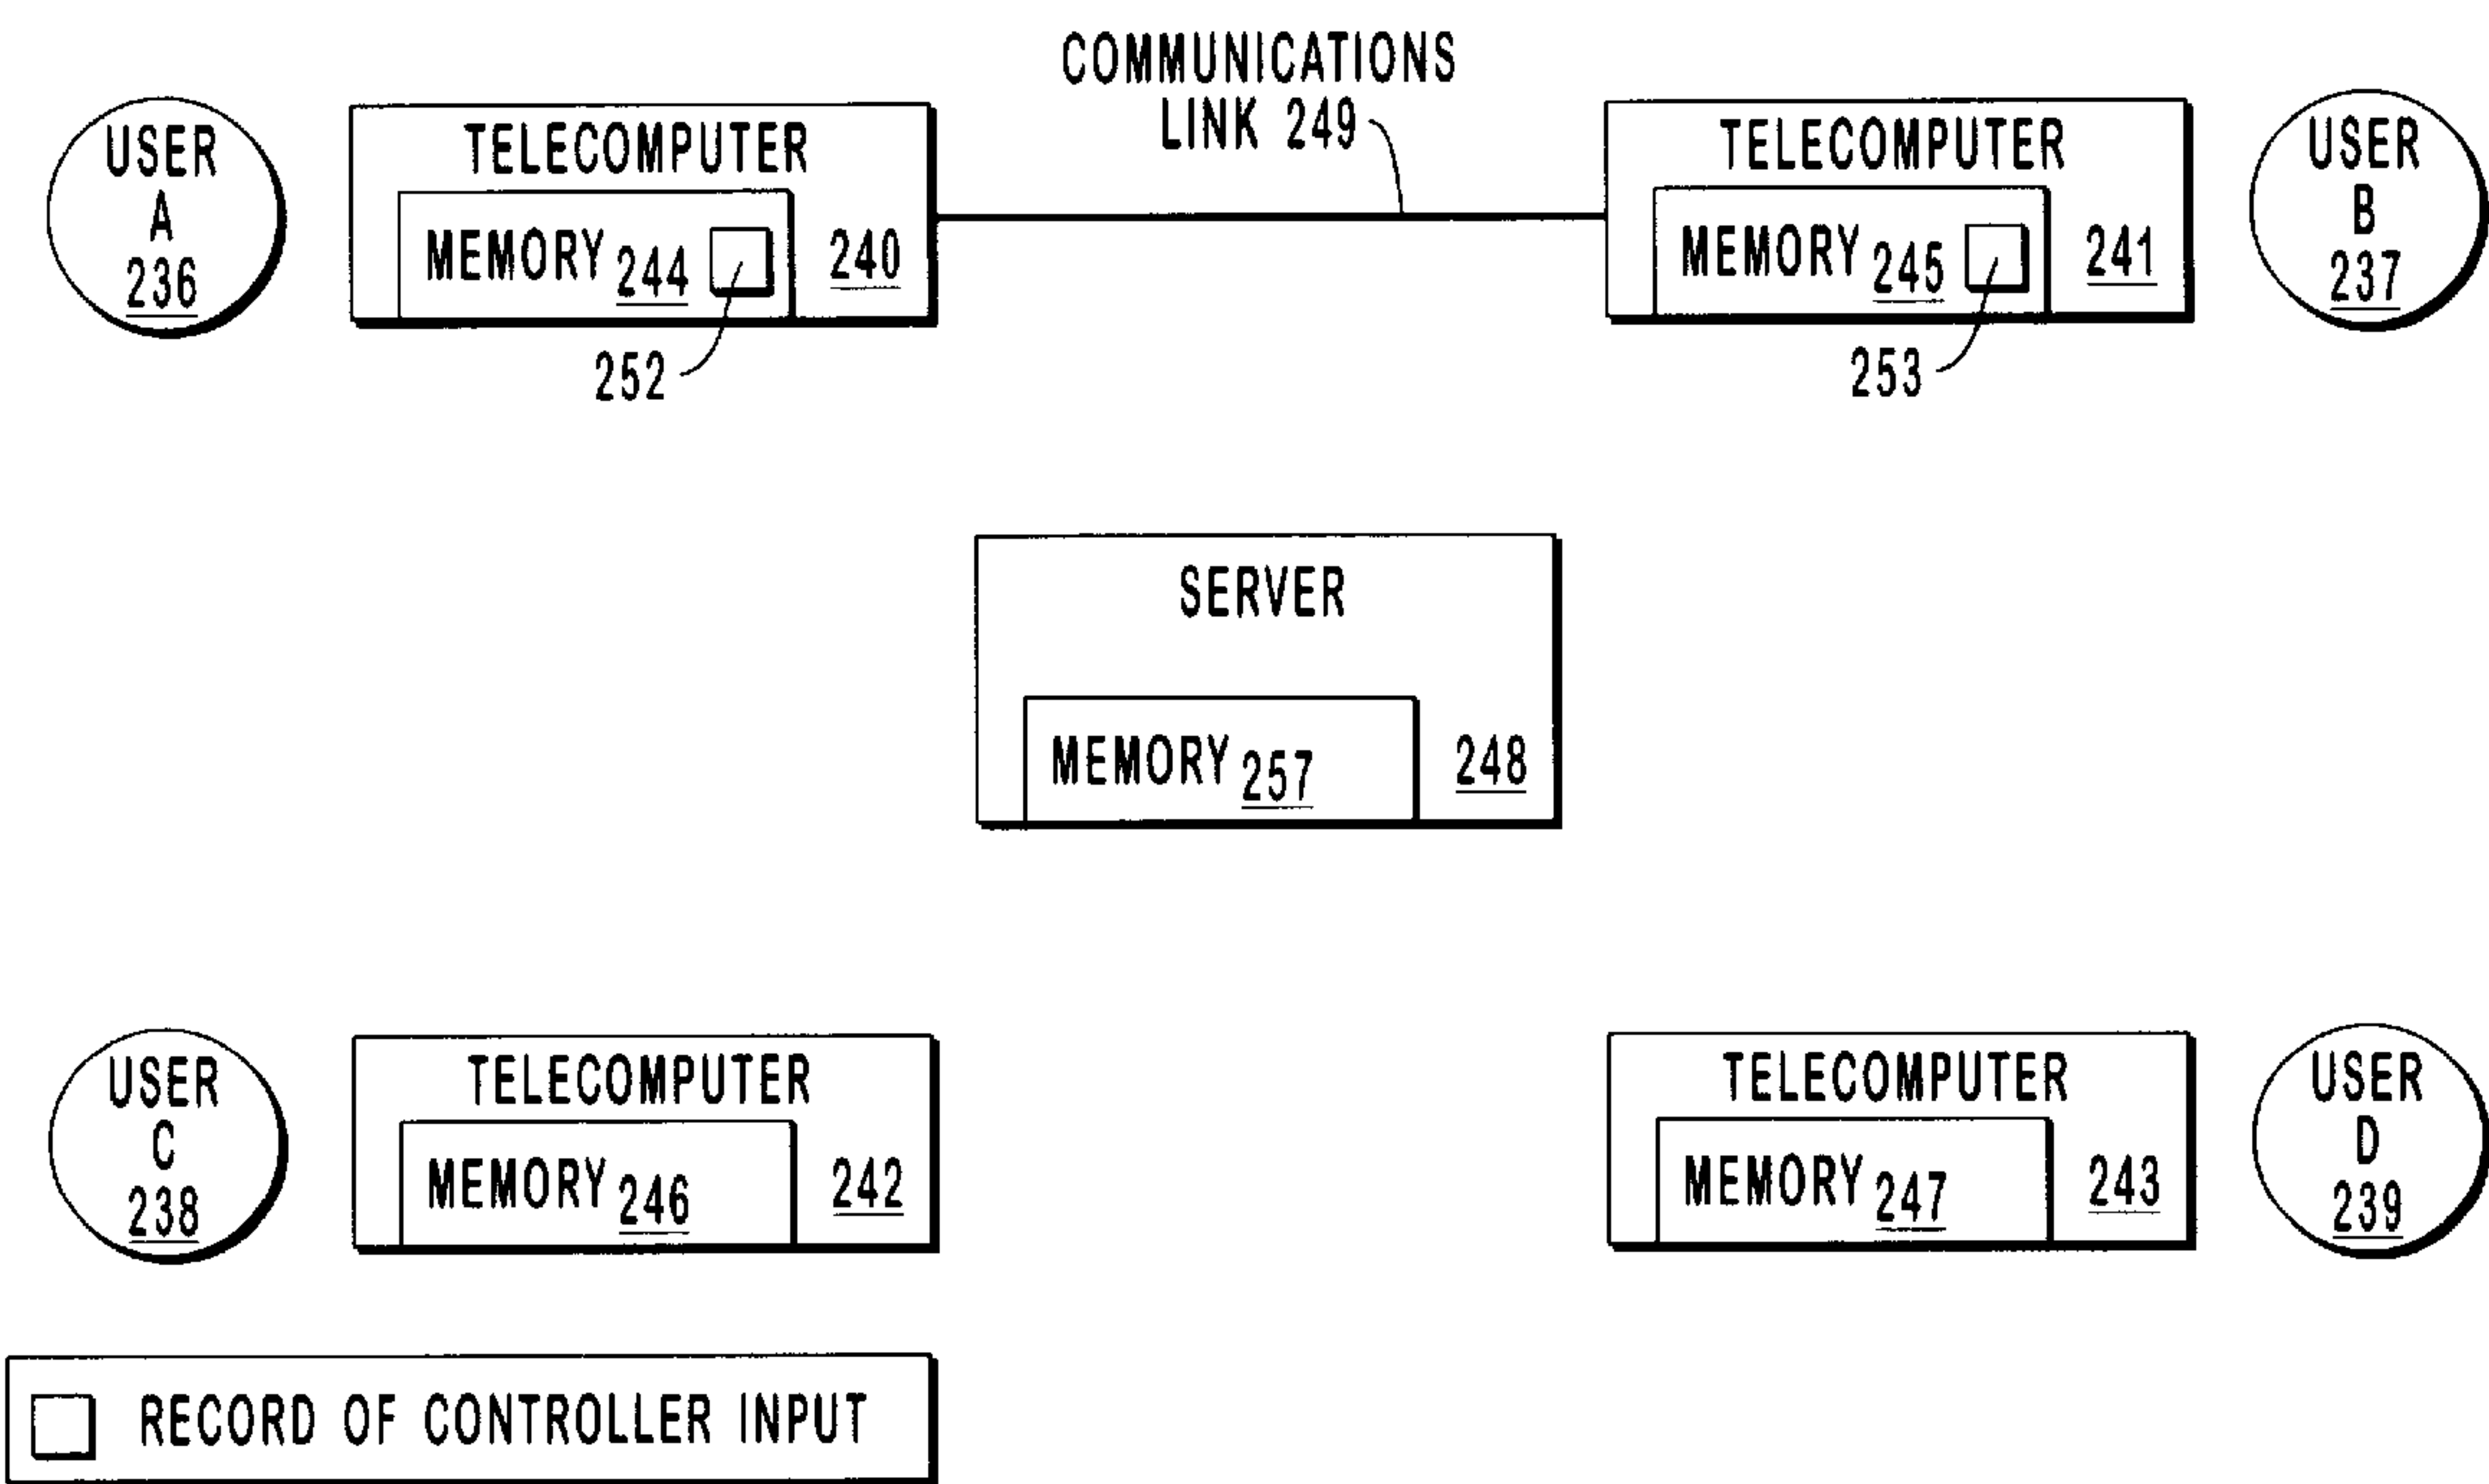 COMMUNICATIONS
LINK 249
USER
A
236
TELECOMPUTER
MEMORY 244
240
252
TELECOMPUTER
MEMORY 245
241
253
USER
B
237
SERVER
MEMORY 257
248
USER
C
238
TELECOMPUTER
MEMORY 246
242
TELECOMPUTER
MEMORY 247
243
USER
D
239
RECORD OF CONTROLLER INPUT